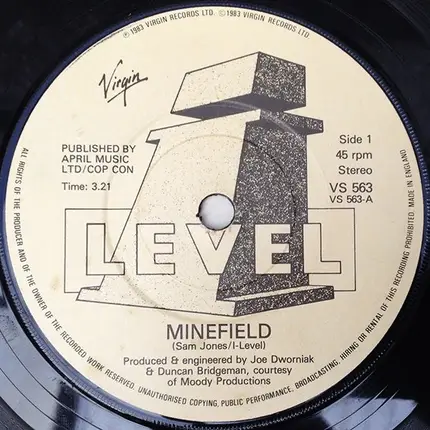 ℗ 1983 VIRGIN RECORDS LTD. © 1983 VIRGIN RECORDS LTD.
Virgin
PUBLISHED BY
APRIL MUSIC
LTD/COP CON
Time: 3.21
Side 1
45 rpm
Stereo
VS 563
VS 563-A
I
LEVEL
MINEFIELD
(Sam Jones/I-Level)
Produced & engineered by Joe Dworniak
& Duncan Bridgeman, courtesy
of Moody Productions
ALL RIGHTS OF THE PRODUCER AND OF THE OWNER OF THE RECORDED WORK RESERVED. UNAUTHORISED COPYING, PUBLIC PERFORMANCE, BROADCASTING, HIRING OR RENTAL OF THIS RECORDING PROHIBITED. MADE IN ENGLAND.